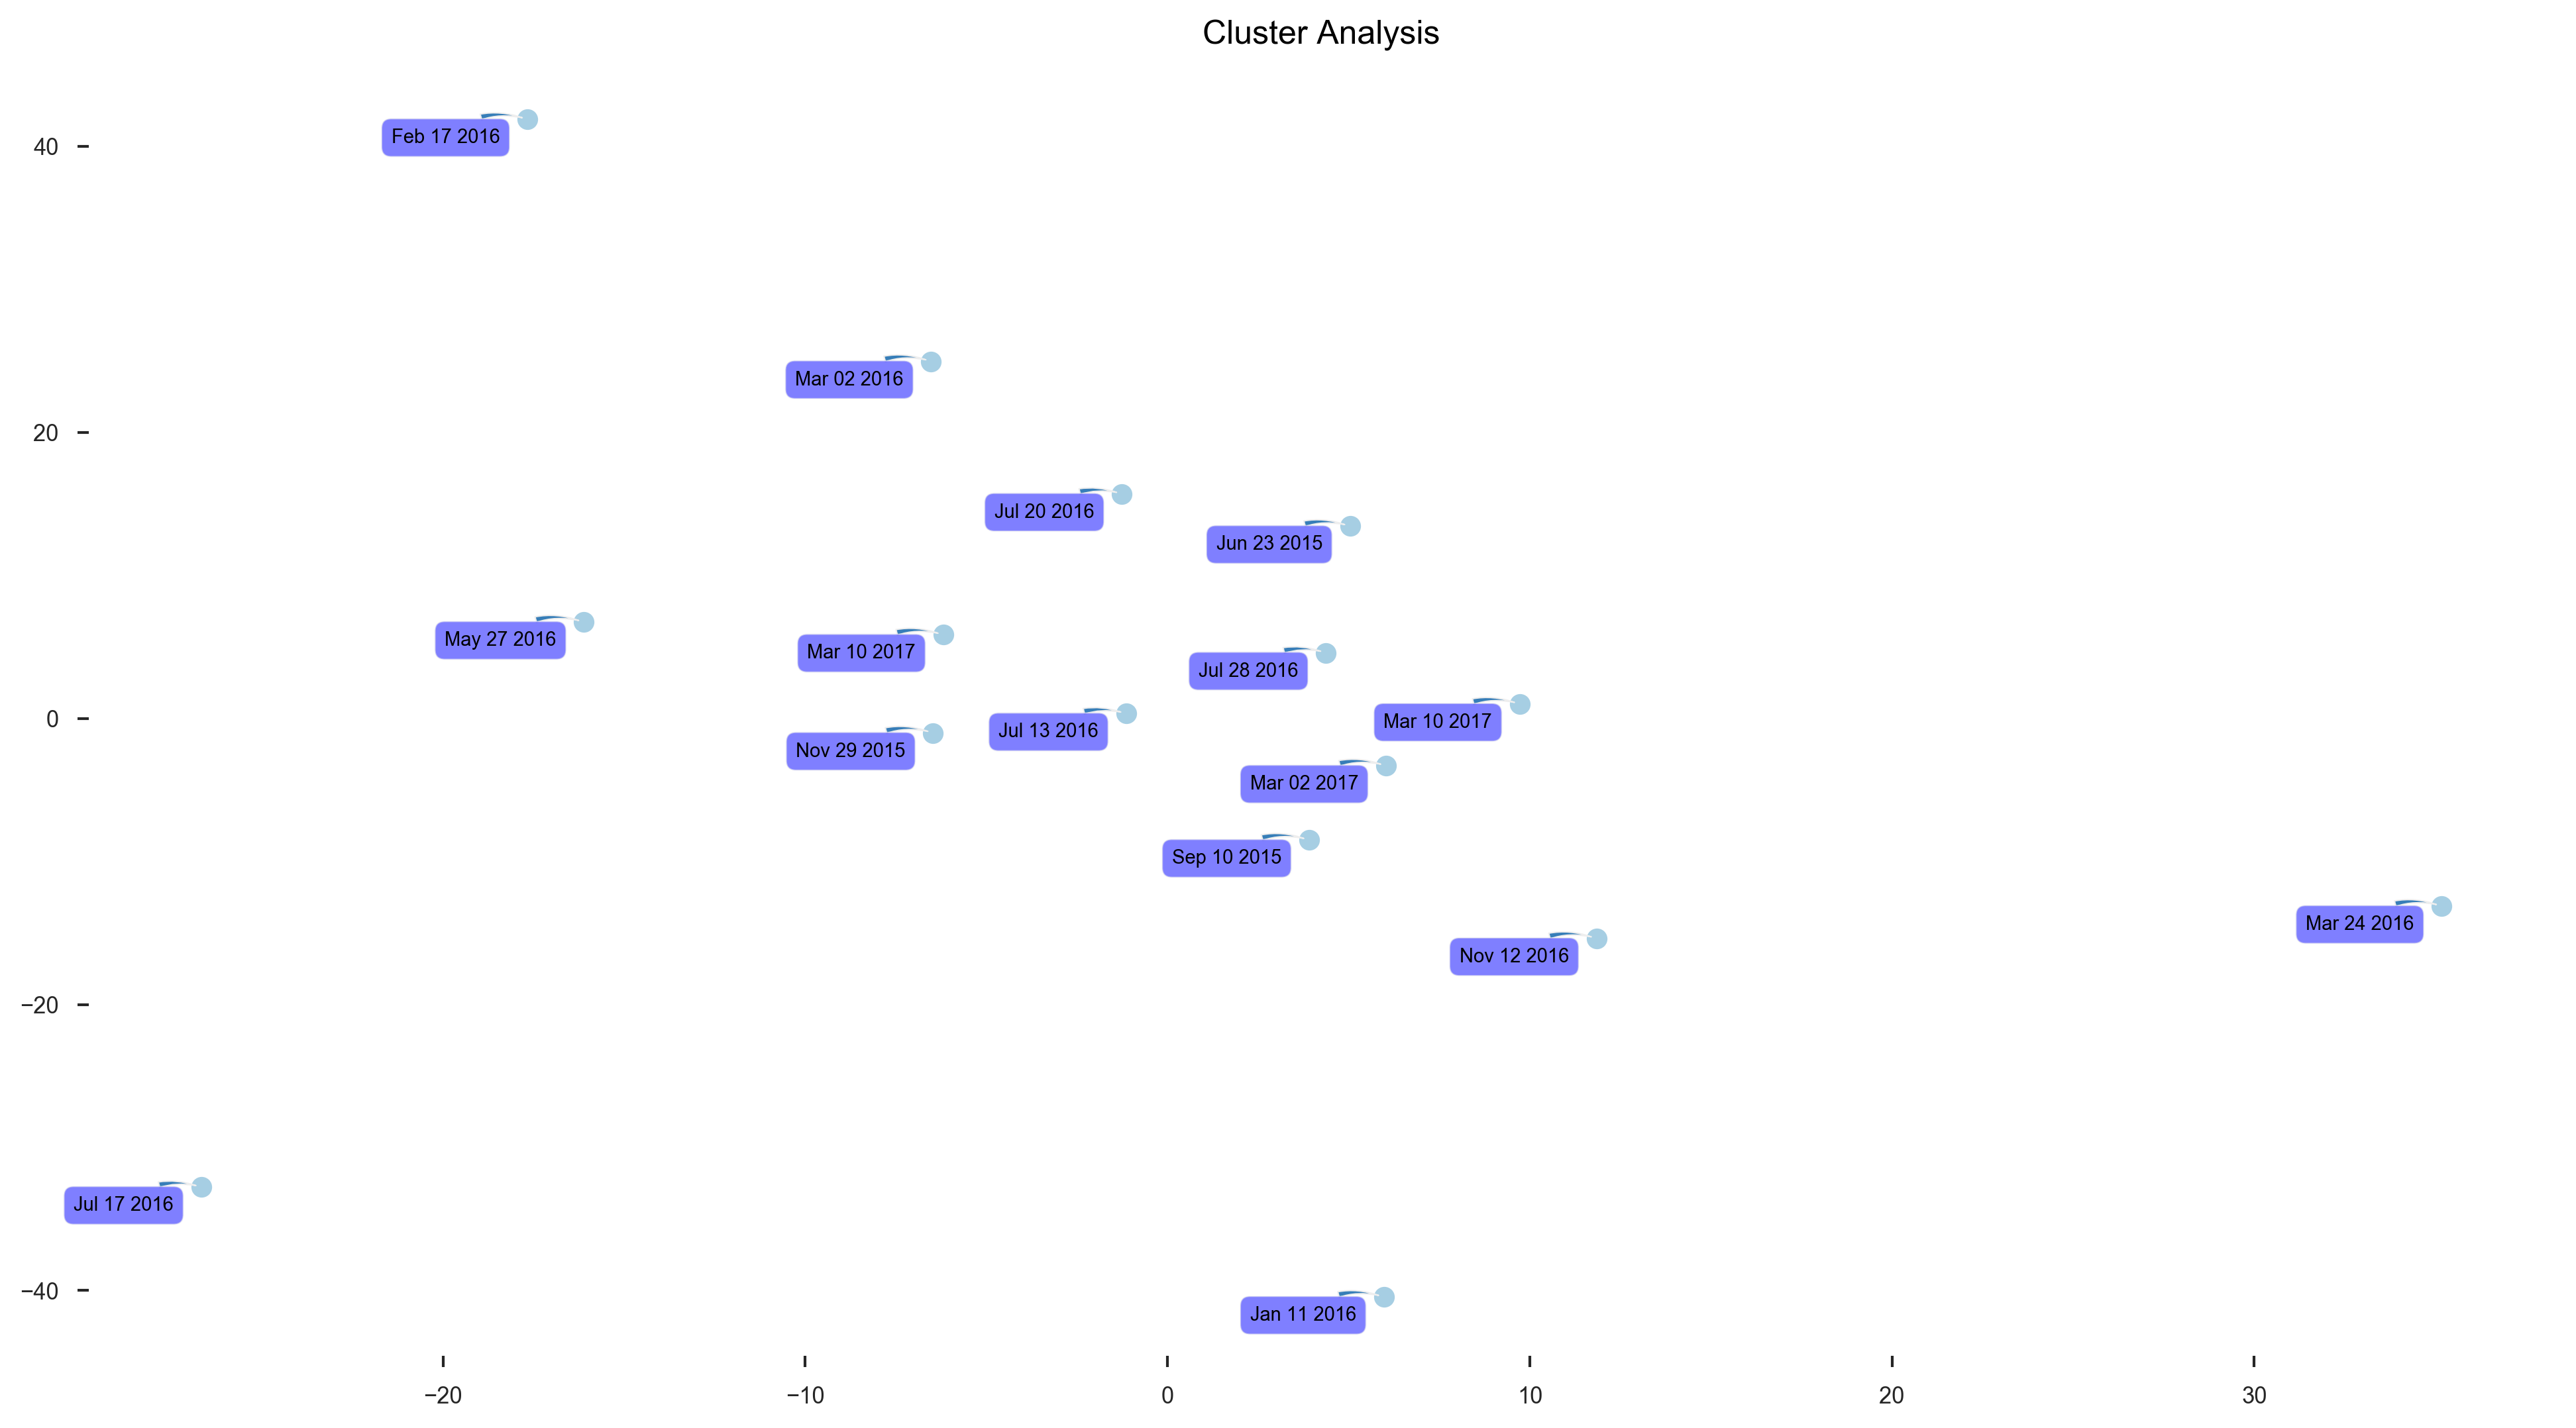 Cluster Analysis
Feb 17 2016
40
Mar 02 2016
20
Jul 20 2016
Jun 23 2015
May 27 2016
Mar 10 2017
Jul 28 2016
0
Mar 10 2017
Jul 13 2016
Nov 29 2015
Mar 02 2017
Sep 10 2015
Mar 24 2016
Nov 12 2016
−20
Jul 17 2016
−40
Jan 11 2016
−20 −10 0 10 20 30